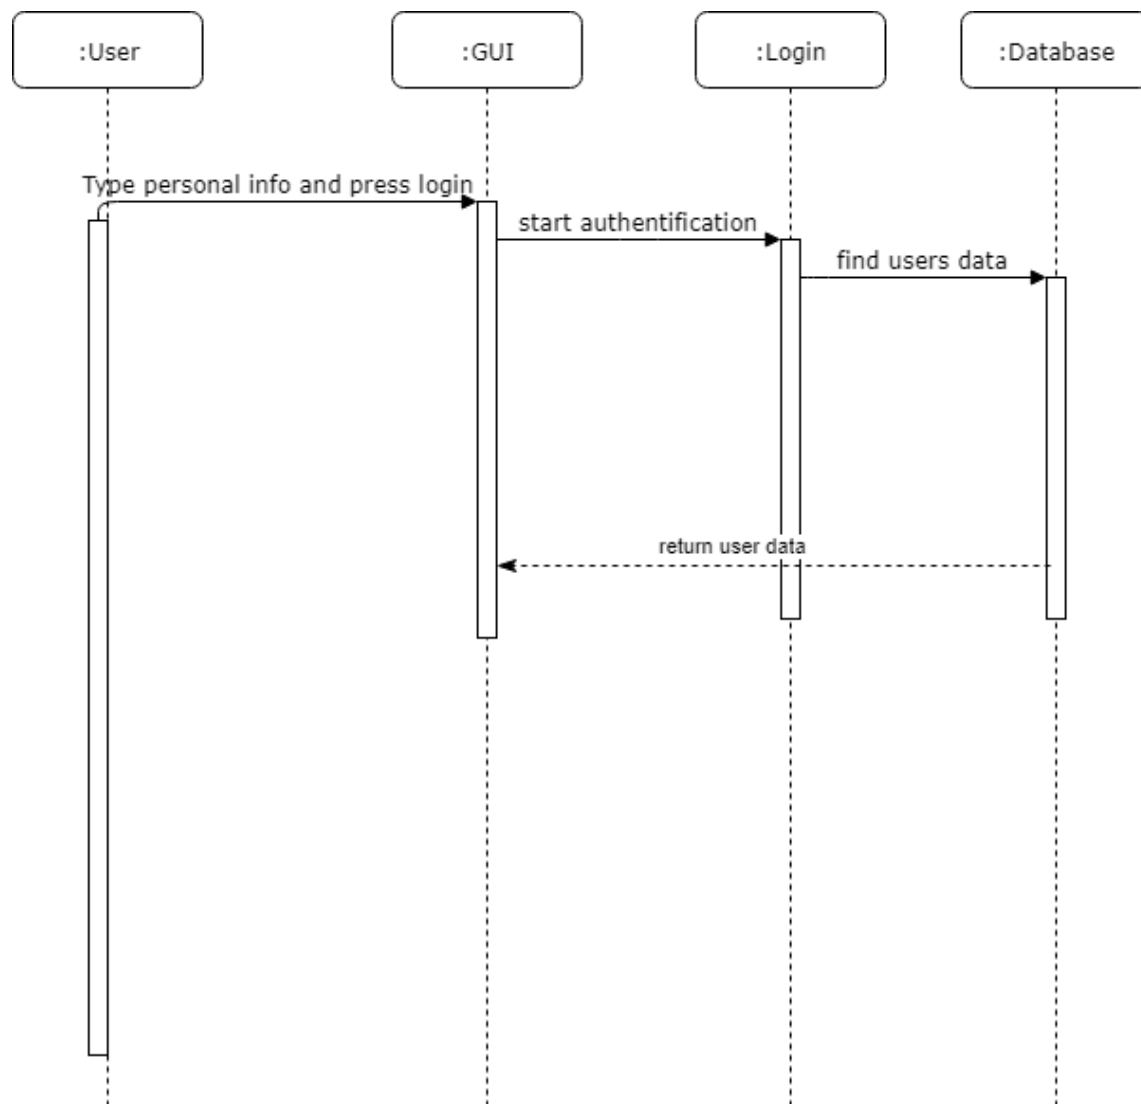 :User
:GUI
:Login
:Database
Type personal info and press login
start authentification
find users data
return user data